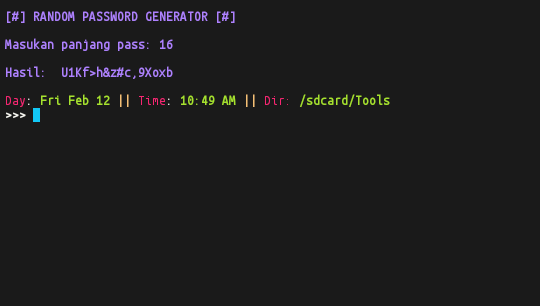 [#] RANDOM PASSWORD GENERATOR [#]
Masukan panjang pass: 16
Hasil:  U1Kf>h&z#c,9Xoxb
Day: Fri Feb 12 || Time: 10:49 AM || Dir: /sdcard/Tools
>>>